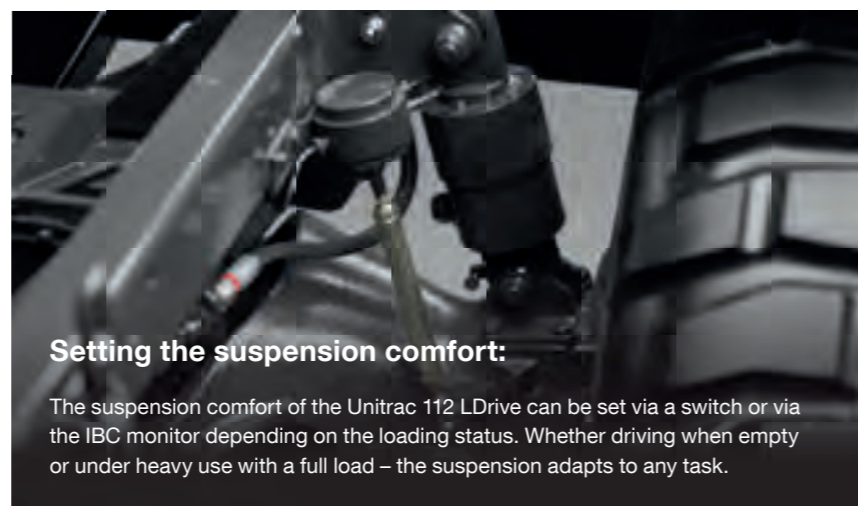 Setting the suspension comfort:
The suspension comfort of the Unitrac 112 LDrive can be set via a switch or via
the IBC monitor depending on the loading status. Whether driving when empty
or under heavy use with a full load – the suspension adapts to any task.